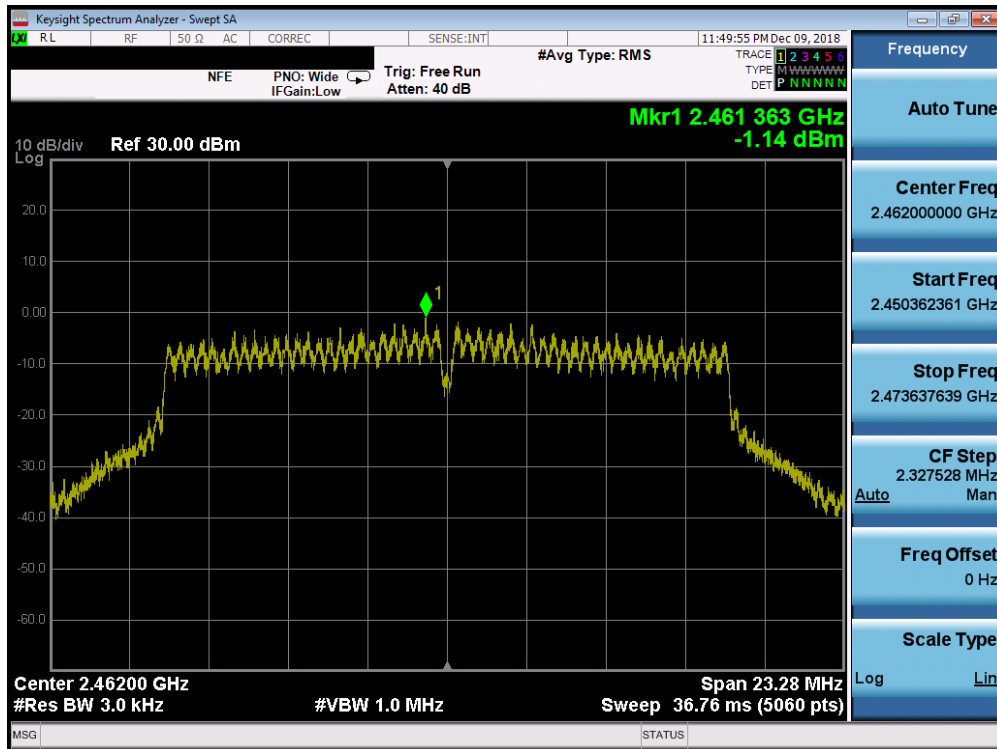 Keysight Spectrum Analyzer - Swept SA
LXI RL RF 50 Ω AC CORREC SENSE:INT 11:49:55 PM Dec 09, 2018
#Avg Type: RMS TRACE 1 2 3 4 5 6
NFE PNO: Wide Trig: Free Run TYPE M WWWWW
IFGain:Low Atten: 40 dB DET P N N N N N
Mkr1 2.461 363 GHz
-1.14 dBm
10 dB/div Ref 30.00 dBm
Log
20.0
10.0
0.00
-10.0
-20.0
-30.0
-40.0
-50.0
-60.0
1
Center 2.46200 GHz Span 23.28 MHz
#Res BW 3.0 kHz #VBW 1.0 MHz Sweep 36.76 ms (5060 pts)
MSG STATUS
Frequency
Auto Tune
Center Freq
2.462000000 GHz
Start Freq
2.450362361 GHz
Stop Freq
2.473637639 GHz
CF Step
2.327528 MHz
Auto Man
Freq Offset
0 Hz
Scale Type
Log Lin